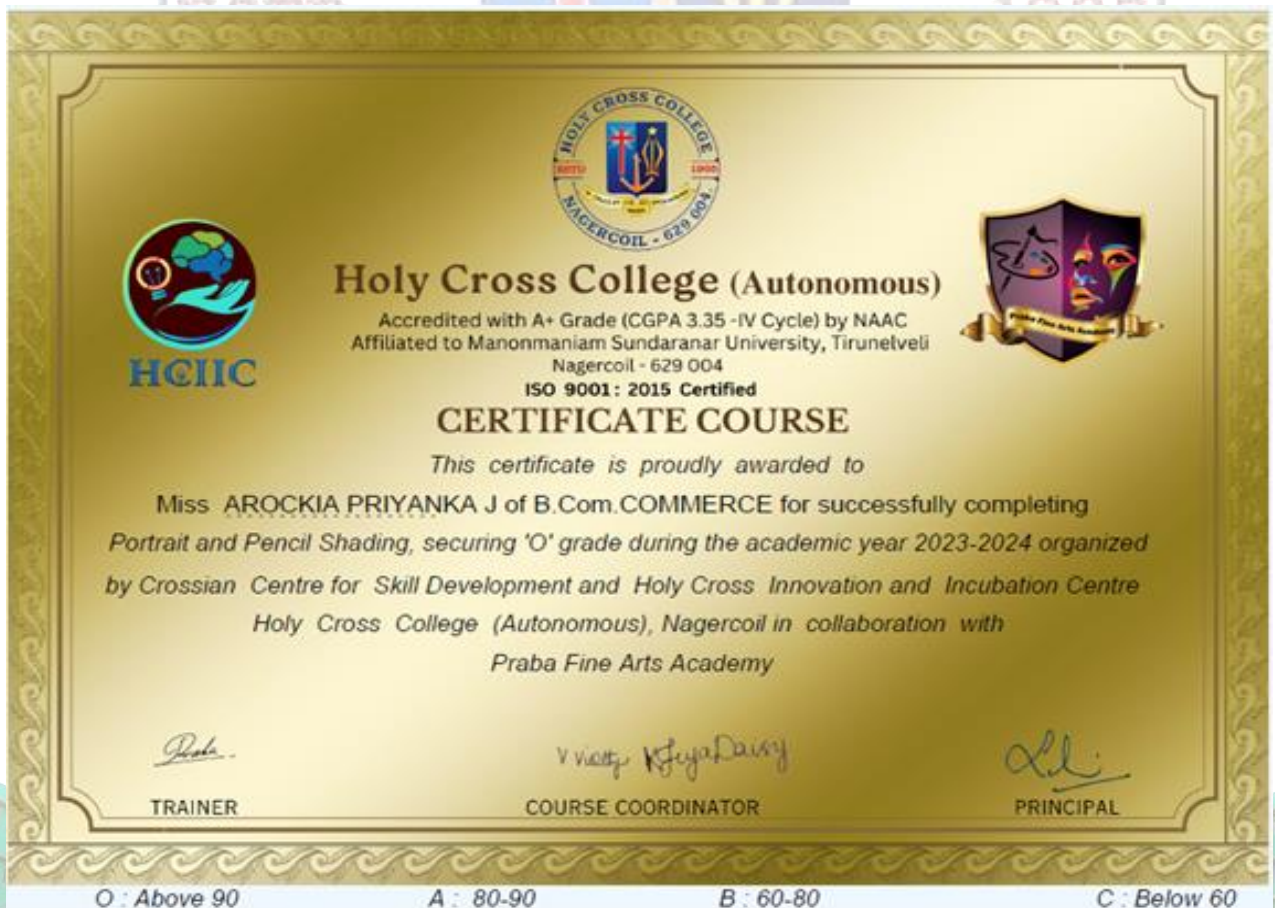 HOLY CROSS COLLEGE
NAGERCOIL - 629 004.
HCIIC
Praba Fine Arts Academy
Holy Cross College (Autonomous)
Accredited with A+ Grade (CGPA 3.35 -IV Cycle) by NAAC
Affiliated to Manonmaniam Sundaranar University, Tirunelveli
Nagercoil - 629 004
ISO 9001: 2015 Certified
CERTIFICATE COURSE
This certificate is proudly awarded to
Miss AROCKIA PRIYANKA J of B.Com.COMMERCE for successfully completing
Portrait and Pencil Shading, securing 'O' grade during the academic year 2023-2024 organized
by Crossian Centre for Skill Development and Holy Cross Innovation and Incubation Centre
Holy Cross College (Autonomous), Nagercoil in collaboration with
Praba Fine Arts Academy
TRAINER
COURSE COORDINATOR
PRINCIPAL
O : Above 90 A : 80-90 B : 60-80 C : Below 60